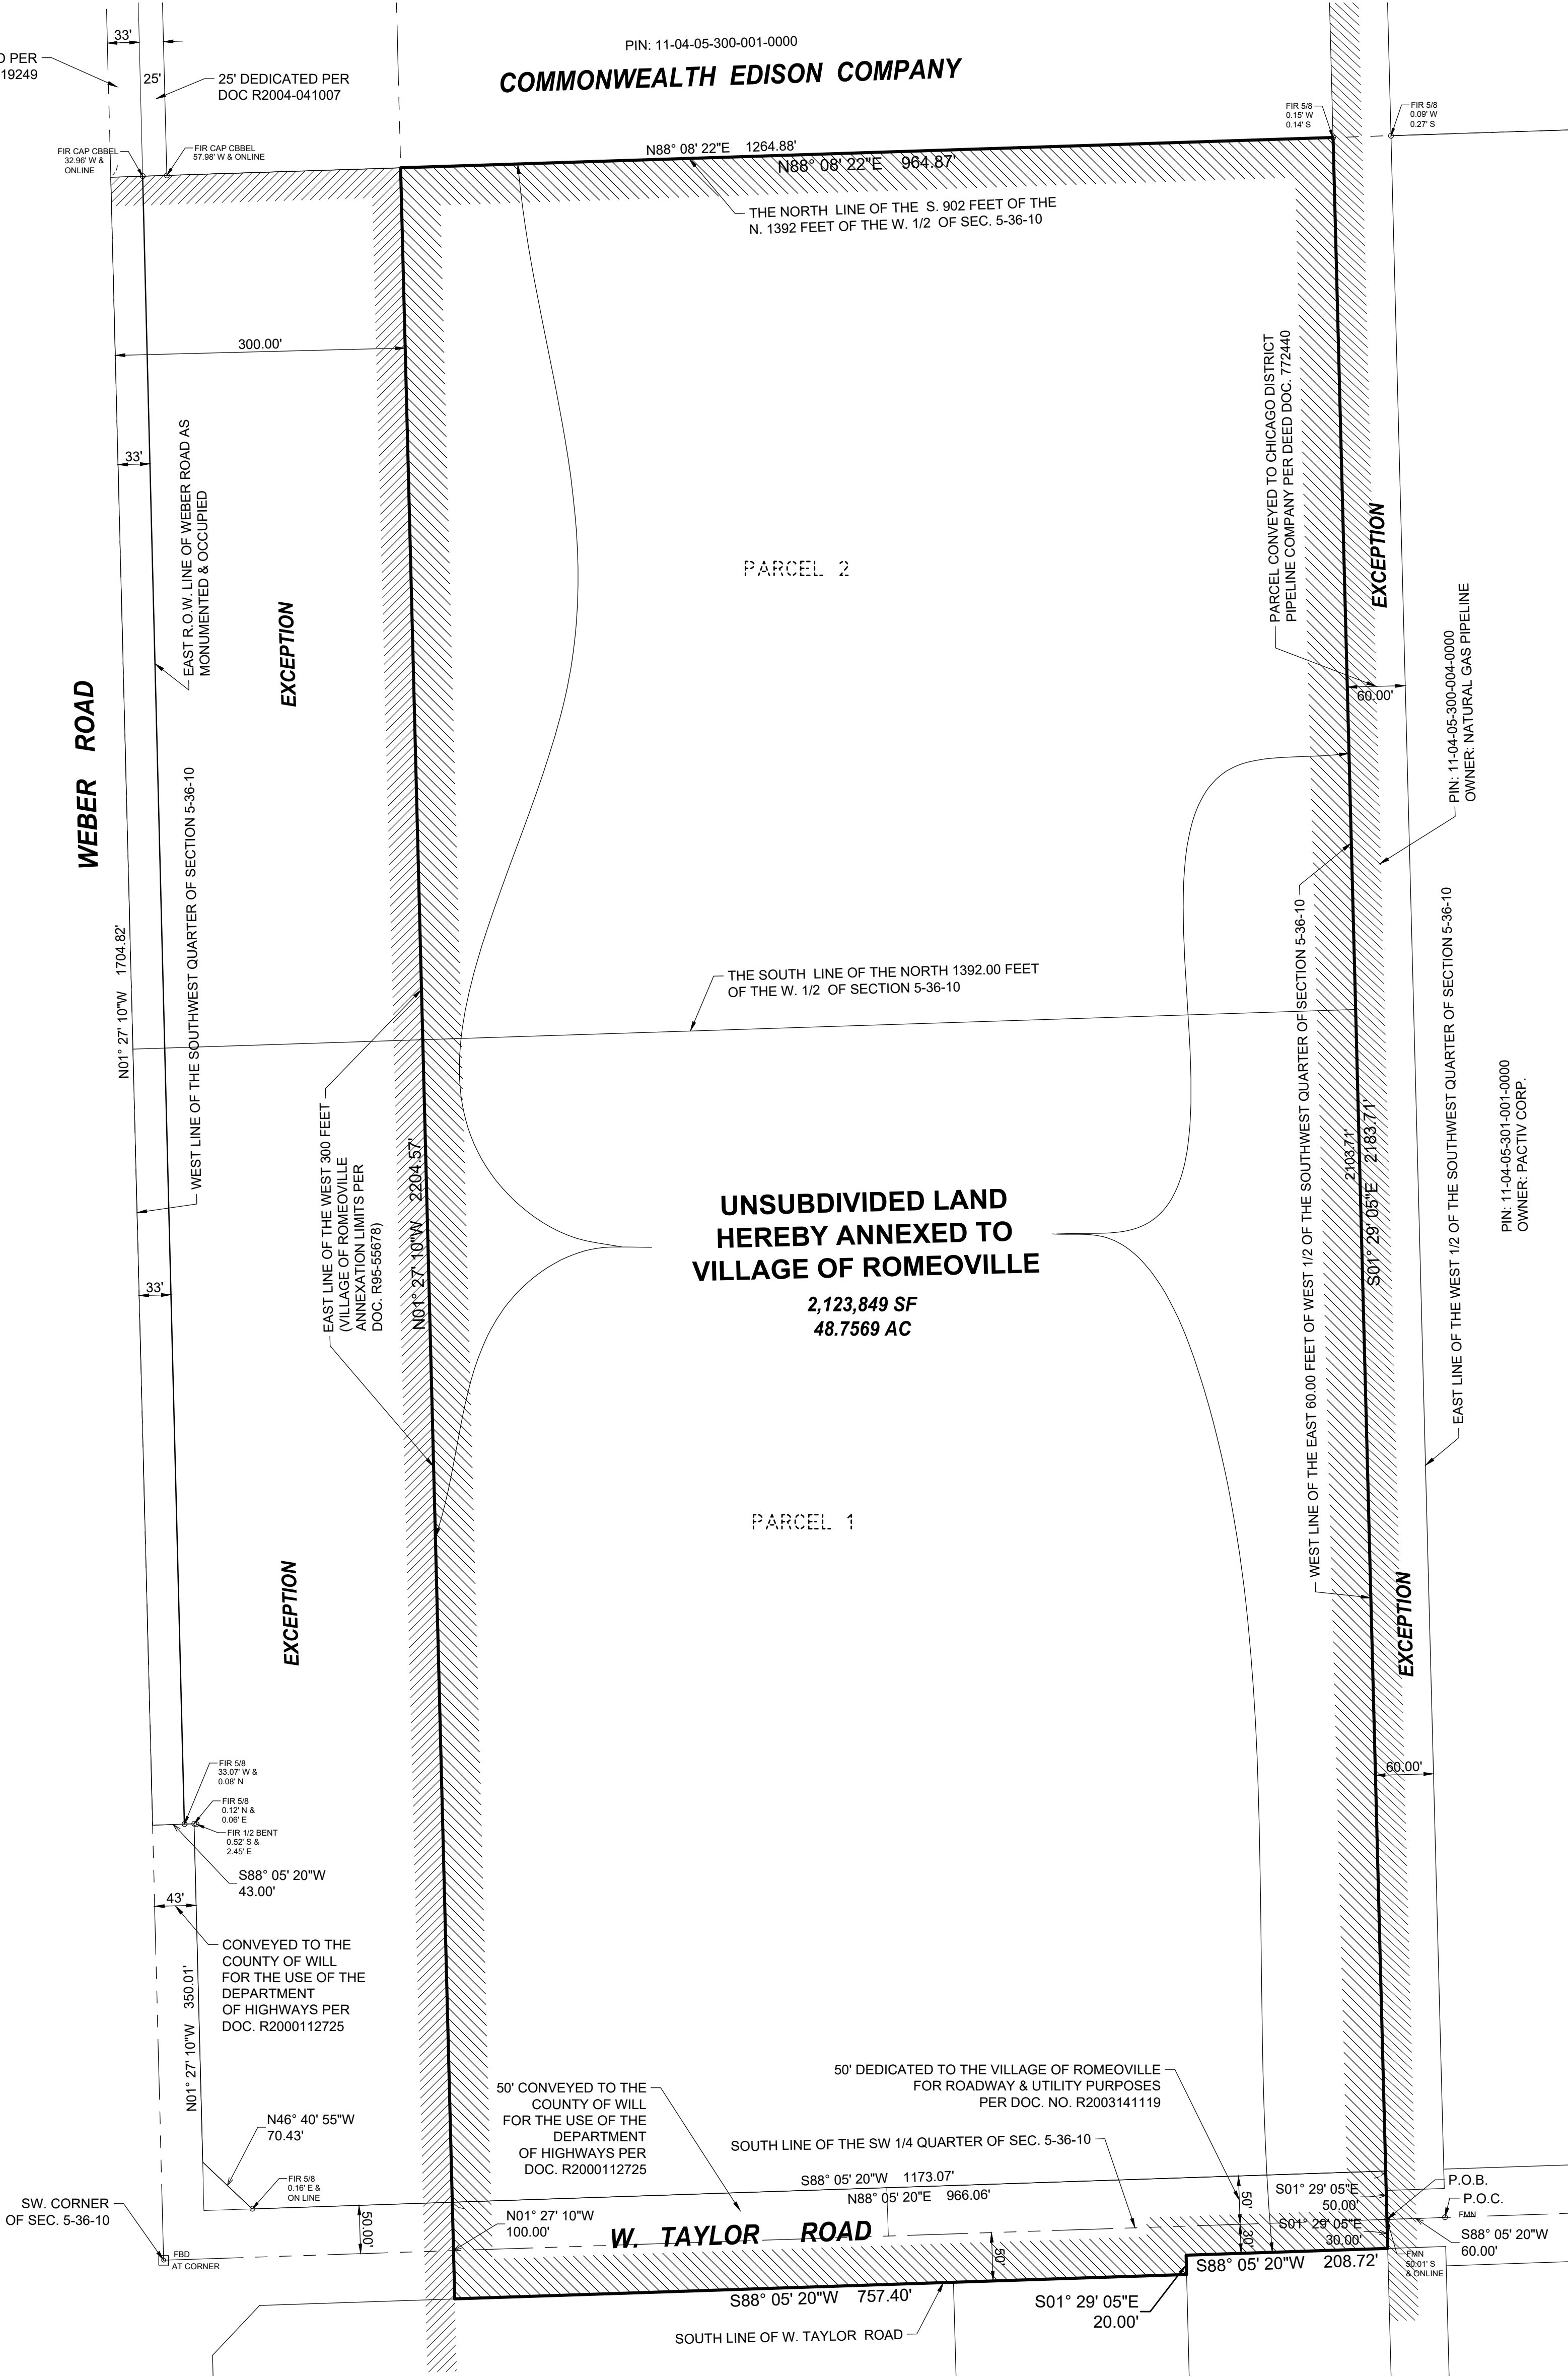 33'
D PER
19249
25'
25' DEDICATED PER
DOC R2004-041007
PIN: 11-04-05-300-001-0000
COMMONWEALTH EDISON COMPANY
FIR 5/8
0.15' W
0.14' S
FIR 5/8
0.09' W
0.27' S
FIR CAP CBBEL
32.96' W &
ONLINE
FIR CAP CBBEL
57.98' W & ONLINE
N88° 08' 22"E 1264.88'
N88° 08' 22"E 964.87'
THE NORTH LINE OF THE S. 902 FEET OF THE
N. 1392 FEET OF THE W. 1/2 OF SEC. 5-36-10
300.00'
33'
EAST R.O.W. LINE OF WEBER ROAD AS
MONUMENTED & OCCUPIED
EXCEPTION
PARCEL 2
PARCEL CONVEYED TO CHICAGO DISTRICT
PIPELINE COMPANY PER DEED DOC. 772440
EXCEPTION
60.00'
PIN: 11-04-05-300-004-0000
OWNER: NATURAL GAS PIPELINE
WEBER ROAD
N01° 27' 10"W 1704.82'
WEST LINE OF THE SOUTHWEST QUARTER OF SECTION 5-36-10
THE SOUTH LINE OF THE NORTH 1392.00 FEET
OF THE W. 1/2 OF SECTION 5-36-10
33'
EAST LINE OF THE WEST 300 FEET
(VILLAGE OF ROMEOVILLE
ANNEXATION LIMITS PER
DOC. R95-55678)
N01° 27' 10"W 2204.57'
UNSUBDIVIDED LAND
HEREBY ANNEXED TO
VILLAGE OF ROMEOVILLE
2,123,849 SF
48.7569 AC
WEST LINE OF THE EAST 60.00 FEET OF WEST 1/2 OF THE SOUTHWEST QUARTER OF SECTION 5-36-10
2103.71'
S01° 29' 05"E 2183.71'
EAST LINE OF THE WEST 1/2 OF THE SOUTHWEST QUARTER OF SECTION 5-36-10
PIN: 11-04-05-301-001-0000
OWNER: PACTIV CORP.
EXCEPTION
PARCEL 1
EXCEPTION
60.00'
FIR 5/8
33.07' W &
0.08' N
FIR 5/8
0.12' N &
0.06' E
FIR 1/2 BENT
0.52' S &
2.45' E
S88° 05' 20"W
43.00'
43'
CONVEYED TO THE
COUNTY OF WILL
FOR THE USE OF THE
DEPARTMENT
OF HIGHWAYS PER
DOC. R2000112725
N01° 27' 10"W 350.01'
N46° 40' 55"W
70.43'
FIR 5/8
0.16' E &
ON LINE
50' CONVEYED TO THE
COUNTY OF WILL
FOR THE USE OF THE
DEPARTMENT
OF HIGHWAYS PER
DOC. R2000112725
50' DEDICATED TO THE VILLAGE OF ROMEOVILLE
FOR ROADWAY & UTILITY PURPOSES
PER DOC. NO. R2003141119
SOUTH LINE OF THE SW 1/4 QUARTER OF SEC. 5-36-10
S88° 05' 20"W 1173.07'
N88° 05' 20"E 966.06'
S01° 29' 05"E
50.00'
50'
P.O.B.
P.O.C.
FMN
SW. CORNER
OF SEC. 5-36-10
FBD
AT CORNER
50.00'
N01° 27' 10"W
100.00'
W. TAYLOR ROAD
50'
30'
S01° 29' 05"E
30.00'
S88° 05' 20"W
60.00'
FMN
50.01' S
& ONLINE
S88° 05' 20"W 208.72'
S88° 05' 20"W 757.40'
S01° 29' 05"E
20.00'
SOUTH LINE OF W. TAYLOR ROAD